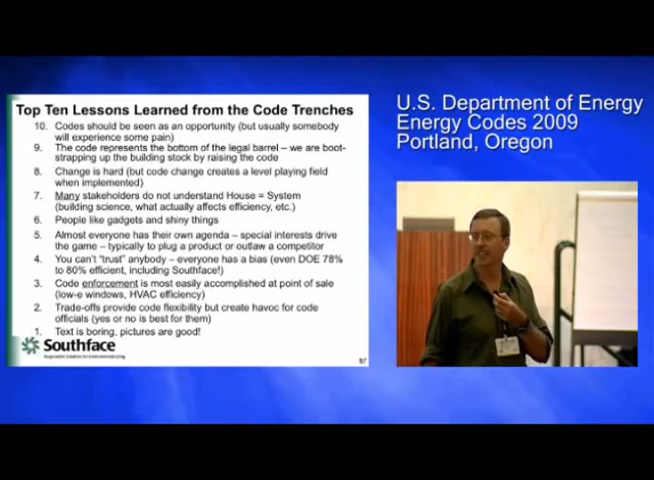 Top Ten Lessons Learned from the Code Trenches
10. Codes should be seen as an opportunity (but usually somebody
will experience some pain)
9. The code represents the bottom of the legal barrel – we are boot-
strapping up the building stock by raising the code
8. Change is hard (but code change creates a level playing field
when implemented)
7. Many stakeholders do not understand House = System
(building science, what actually affects efficiency, etc.)
6. People like gadgets and shiny things
5. Almost everyone has their own agenda – special interests drive
the game – typically to plug a product or outlaw a competitor
4. You can't "trust" anybody – everyone has a bias (even DOE 78%
to 80% efficient, including Southface!)
3. Code enforcement is most easily accomplished at point of sale
(low-e windows, HVAC efficiency)
2. Trade-offs provide code flexibility but create havoc for code
officials (yes or no is best for them)
1. Text is boring, pictures are good!
Southface
U.S. Department of Energy
Energy Codes 2009
Portland, Oregon